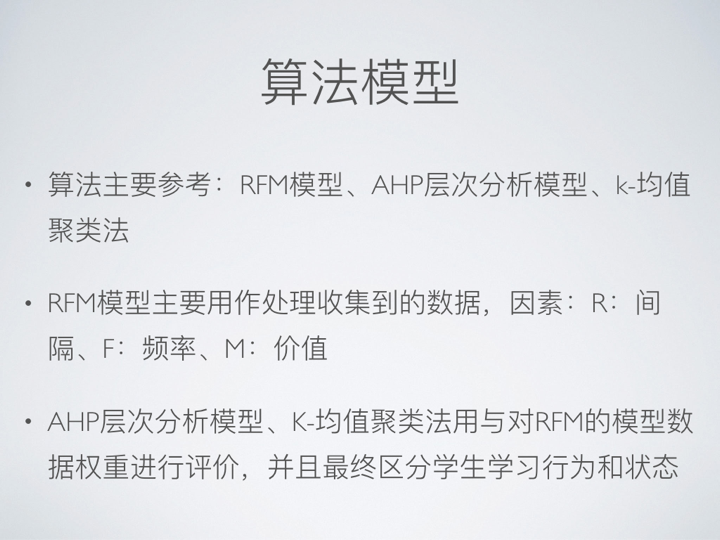 算法模型
• 算法主要参考：RFM模型、AHP层次分析模型、k-均值
聚类法
• RFM模型主要用作处理收集到的数据，因素：R：间
隔、F：频率、M：价值
• AHP层次分析模型、K-均值聚类法用与对RFM的模型数
据权重进行评价，并且最终区分学生学习行为和状态